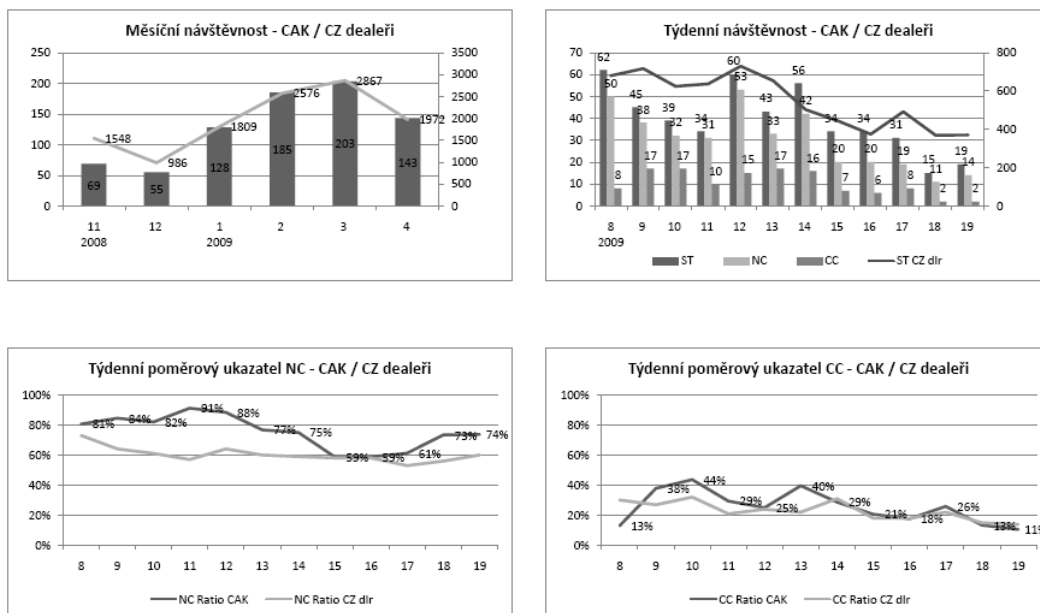 Měsíční návštěvnost - CAK / CZ dealeři
250 3500
200 3000
150 2500
100 2000
50 1500
0 1000
500
0
1548 986 1809 2576 2867 1972
69 55 128 185 203 143
11 12 1 2 3 4
2008 2009
Týdenní návštěvnost - CAK / CZ dealeři
70 800
60 600
50 400
40 200
30 0
20
10
0
62 45 39 34 60 43 56 34 34 31 15 19
50 38 32 31 53 33 42 20 20 19 11 14
8 17 17 10 15 17 16 7 6 8 2 2
8 9 10 11 12 13 14 15 16 17 18 19
2009
ST NC CC ST CZ dlr
Týdenní poměrový ukazatel NC - CAK / CZ dealeři
100%
80%
60%
40%
20%
0%
81% 84% 82% 91% 88% 77% 75% 59% 59% 61% 73% 74%
8 9 10 11 12 13 14 15 16 17 18 19
NC Ratio CAK NC Ratio CZ dlr
Týdenní poměrový ukazatel CC - CAK / CZ dealeři
100%
80%
60%
40%
20%
0%
13% 38% 44% 29% 25% 40% 29% 21% 18% 26% 13% 11%
8 9 10 11 12 13 14 15 16 17 18 19
CC Ratio CAK CC Ratio CZ dlr